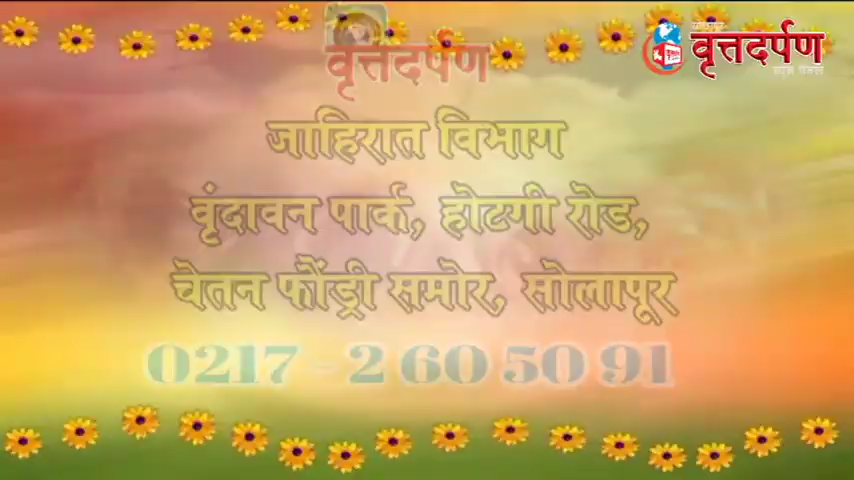 वृत्तदर्पण
वृत्तदर्पण
जाहिरात विभाग
वृंदावन पार्क, होटगी रोड,
चेतन फौंड्री समोर, सोलापूर
0217 - 2 60 50 91